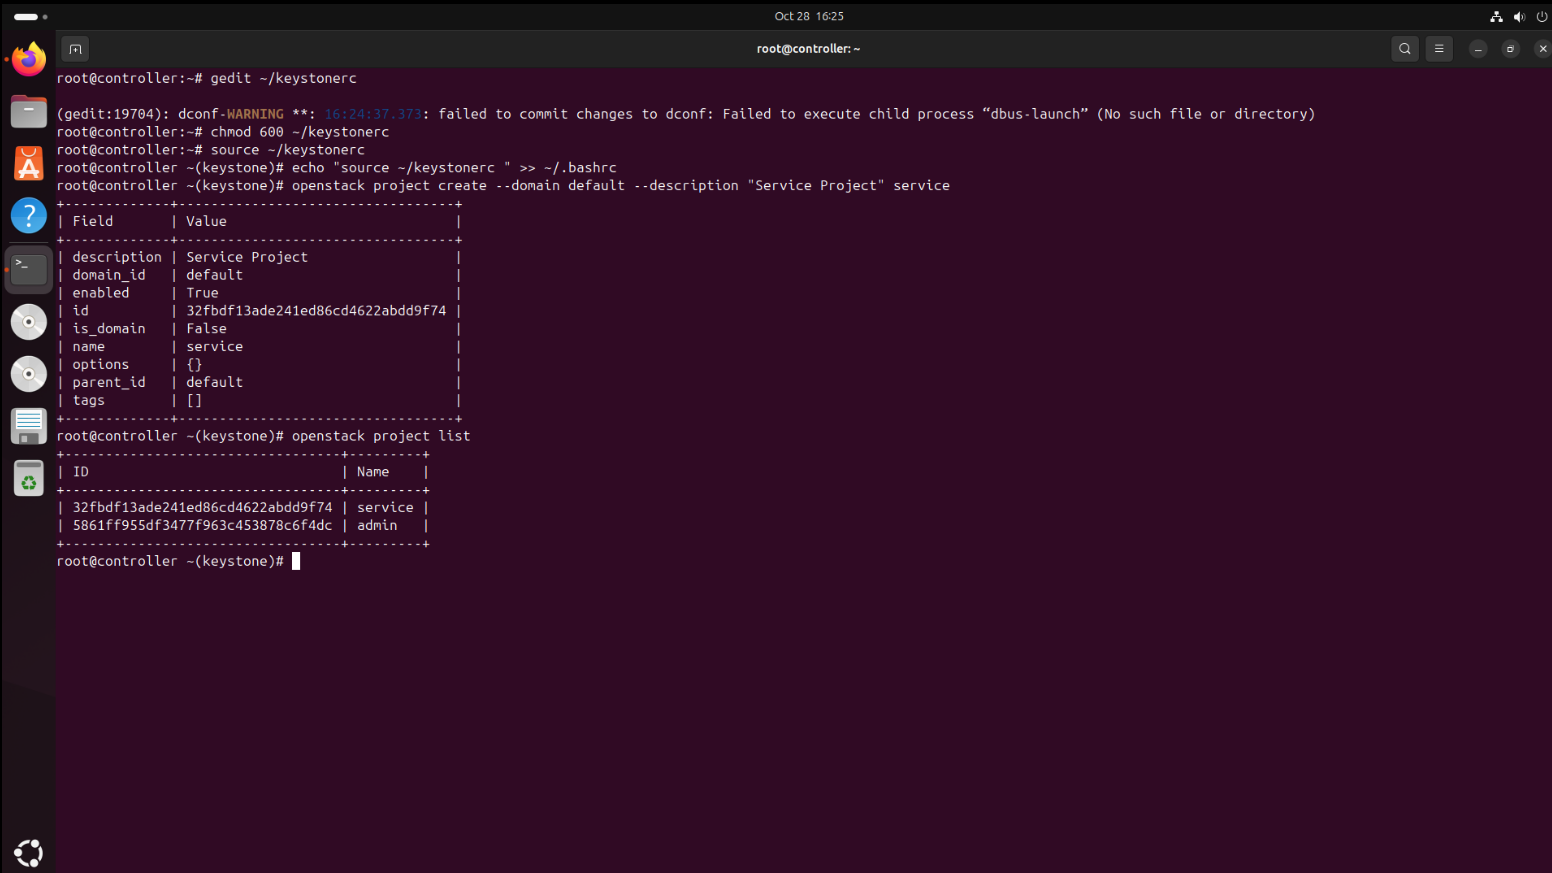 Oct 28 16:25
root@controller: ~
root@controller:~# gedit ~/keystonerc
(gedit:19704): dconf-WARNING **: 16:24:37.373: failed to commit changes to dconf: Failed to execute child process “dbus-launch” (No such file or directory)
root@controller:~# chmod 600 ~/keystonerc
root@controller:~# source ~/keystonerc
root@controller ~(keystone)# echo "source ~/keystonerc " >> ~/.bashrc
root@controller ~(keystone)# openstack project create --domain default --description "Service Project" service
+-------------+----------------------------------+
| Field       | Value                            |
+-------------+----------------------------------+
| description | Service Project                  |
| domain_id   | default                          |
| enabled     | True                             |
| id          | 32fbdf13ade241ed86cd4622abdd9f74 |
| is_domain   | False                            |
| name        | service                          |
| options     | {}                               |
| parent_id   | default                          |
| tags        | []                               |
+-------------+----------------------------------+
root@controller ~(keystone)# openstack project list
+----------------------------------+---------+
| ID                               | Name    |
+----------------------------------+---------+
| 32fbdf13ade241ed86cd4622abdd9f74 | service |
| 5861ff955df3477f963c453878c6f4dc | admin   |
+----------------------------------+---------+
root@controller ~(keystone)#